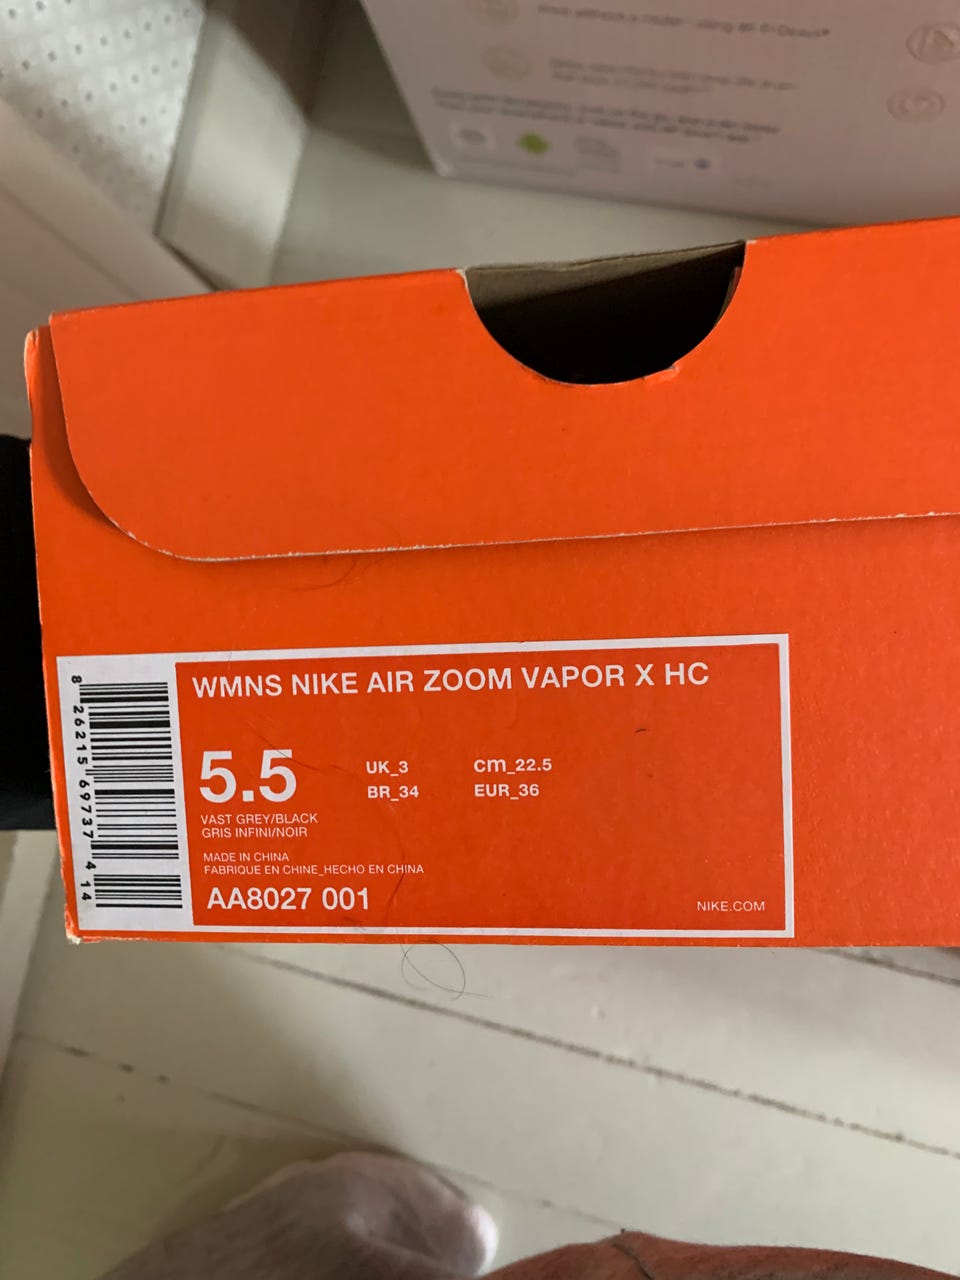 WMNS NIKE AIR ZOOM VAPOR X HC
5.5
UK_3
cm_22.5
BR_34
EUR_36
VAST GREY/BLACK
GRIS INFINI/NOIR
MADE IN CHINA
FABRIQUE EN CHINE_HECHO EN CHINA
AA8027 001
NIKE.COM
8 26215 69737 4 14